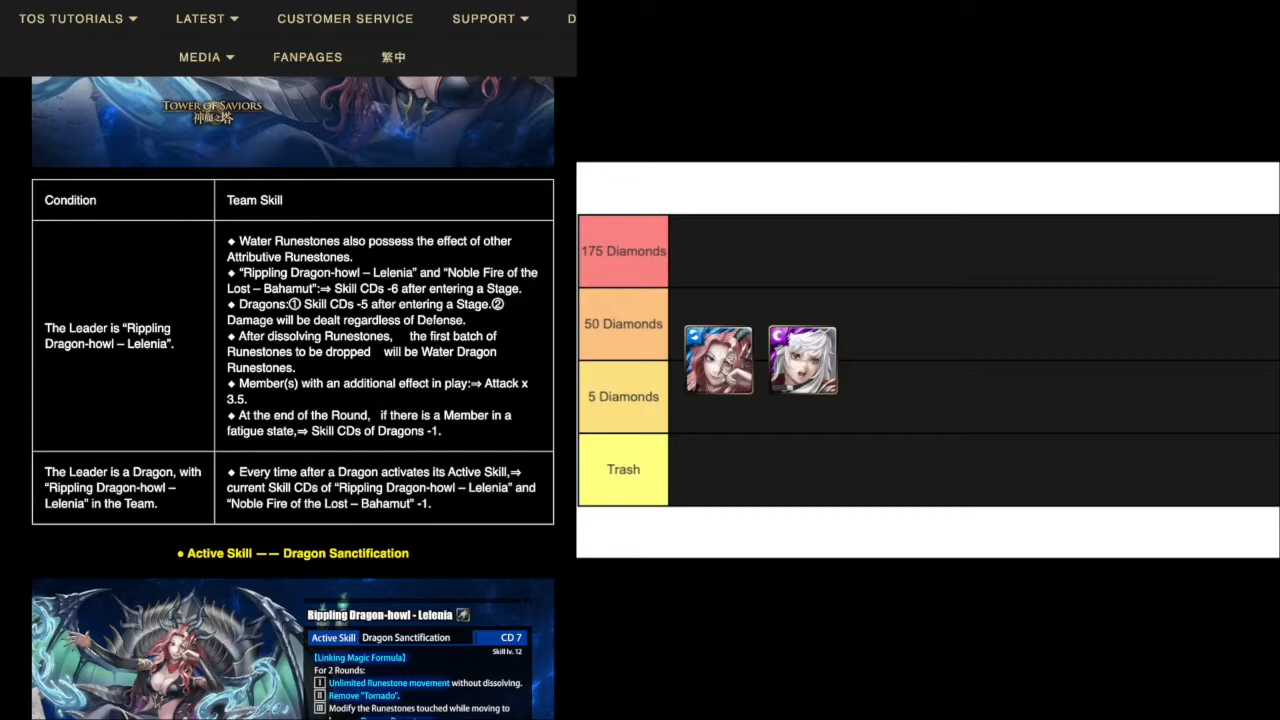 TOS TUTORIALS LATEST CUSTOMER SERVICE SUPPORT D
MEDIA FANPAGES 繁中
TOWER OF SAVIORS
神魔之塔
Condition
Team Skill
The Leader is “Rippling
Dragon-howl – Lelenia”.
◆ Water Runestones also possess the effect of other
Attributive Runestones.
◆ “Rippling Dragon-howl – Lelenia” and “Noble Fire of the
Lost – Bahamut”:⇒ Skill CDs -6 after entering a Stage.
◆ Dragons:① Skill CDs -5 after entering a Stage.②
Damage will be dealt regardless of Defense.
◆ After dissolving Runestones, the first batch of
Runestones to be dropped will be Water Dragon
Runestones.
◆ Member(s) with an additional effect in play:⇒ Attack x
3.5.
◆ At the end of the Round, if there is a Member in a
fatigue state,⇒ Skill CDs of Dragons -1.
The Leader is a Dragon, with
“Rippling Dragon-howl –
Lelenia” in the Team.
◆ Every time after a Dragon activates its Active Skill,⇒
current Skill CDs of “Rippling Dragon-howl – Lelenia” and
“Noble Fire of the Lost – Bahamut” -1.
● Active Skill —— Dragon Sanctification
Rippling Dragon-howl - Lelenia
Active Skill Dragon Sanctification CD 7
Skill lv. 12
【Linking Magic Formula】
For 2 Rounds:
I Unlimited Runestone movement without dissolving.
II Remove "Tornado".
III Modify the Runestones touched while moving to
175 Diamonds
50 Diamonds
5 Diamonds
Trash